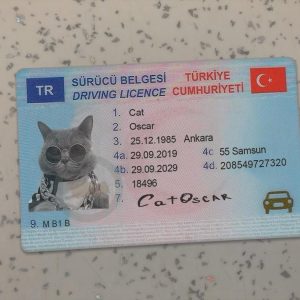 TR SÜRÜCÜ BELGESİ TÜRKİYE
DRIVING LICENCE CUMHURİYETİ
1. Cat
2. Oscar
3. 25.12.1985 Ankara
4a. 29.09.2019 4c 55 Samsun
4b. 29.09.2029 4d. 208549727320
5. 18496
7. CatOscar
9. M B1 B